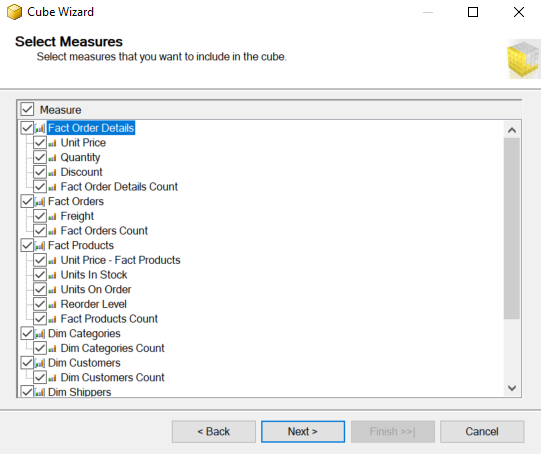 Cube Wizard
Select Measures
Select measures that you want to include in the cube.
Measure
Fact Order Details
Unit Price
Quantity
Discount
Fact Order Details Count
Fact Orders
Freight
Fact Orders Count
Fact Products
Unit Price - Fact Products
Units In Stock
Units On Order
Reorder Level
Fact Products Count
Dim Categories
Dim Categories Count
Dim Customers
Dim Customers Count
Dim Shippers
< Back Next > Finish >>| Cancel